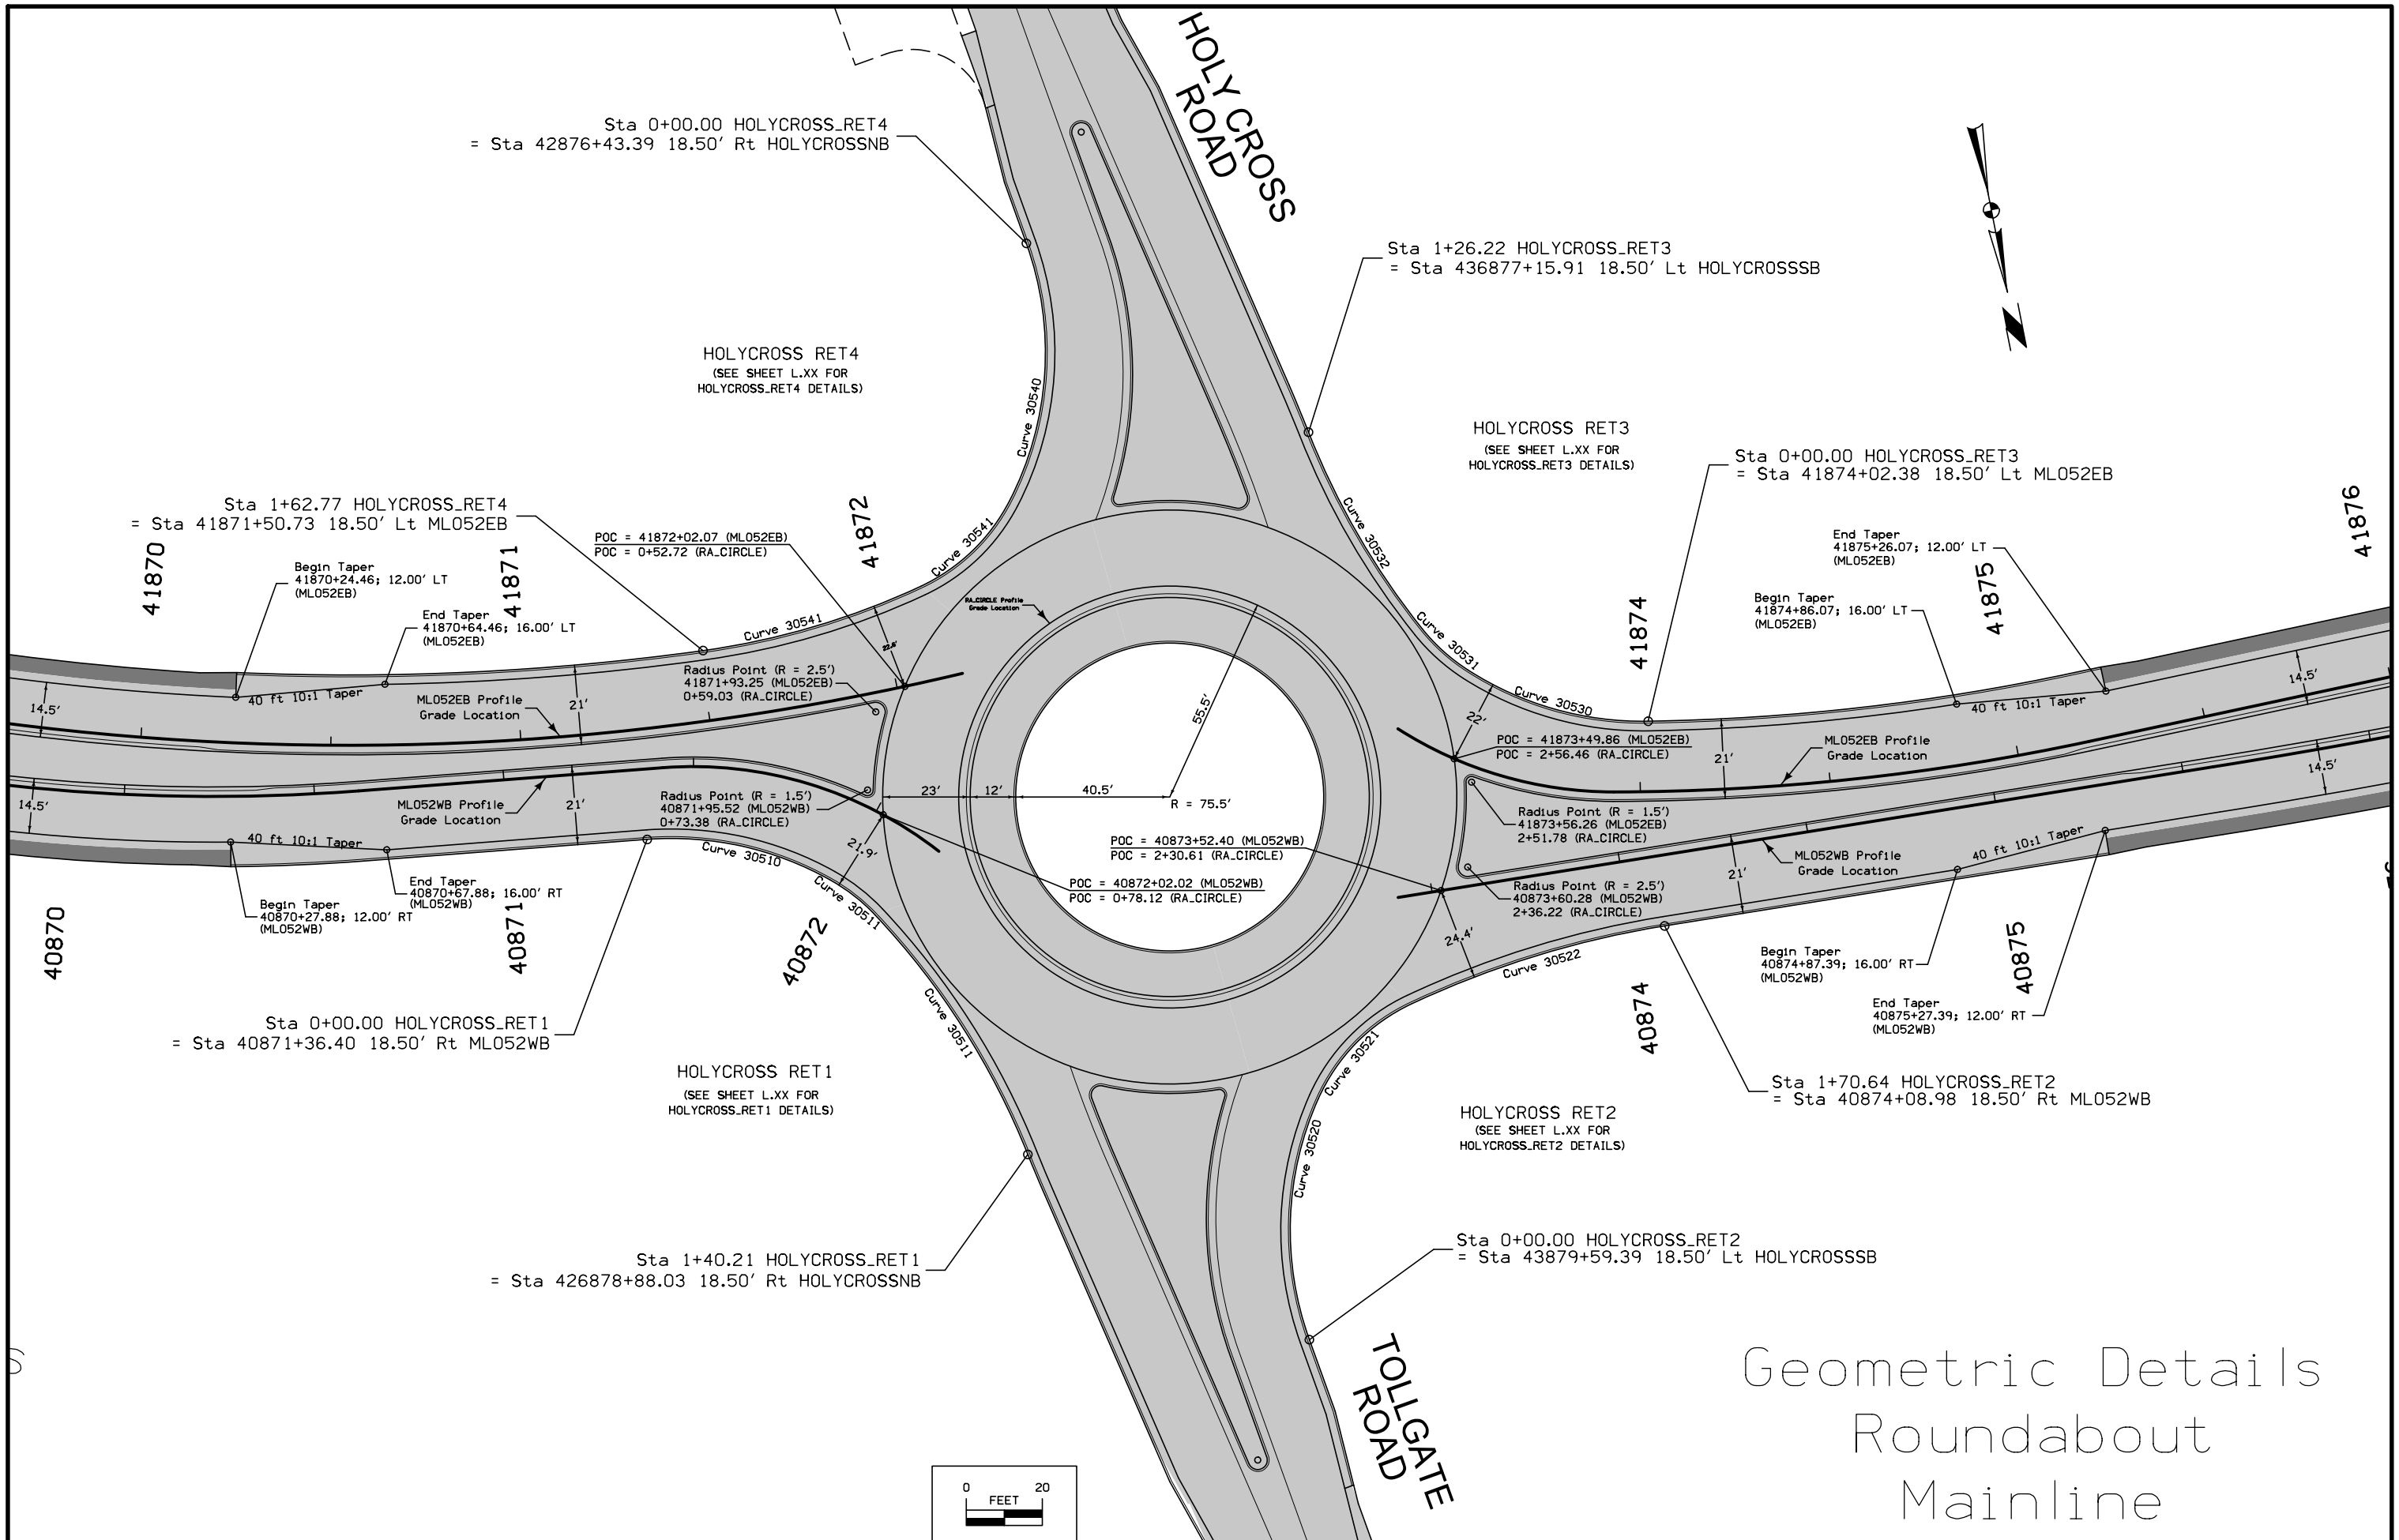 HOLY CROSS
ROAD
Sta 0+00.00 HOLYCROSS_RET4
= Sta 42876+43.39 18.50' Rt HOLYCROSSNB
Sta 1+26.22 HOLYCROSS_RET3
= Sta 436877+15.91 18.50' Lt HOLYCROSSSB
N
HOLYCROSS RET4
(SEE SHEET L.XX FOR
HOLYCROSS_RET4 DETAILS)
Curve 30540
HOLYCROSS RET3
(SEE SHEET L.XX FOR
HOLYCROSS_RET3 DETAILS)
Sta 0+00.00 HOLYCROSS_RET3
= Sta 41874+02.38 18.50' Lt ML052EB
Sta 1+62.77 HOLYCROSS_RET4
= Sta 41871+50.73 18.50' Lt ML052EB
41870
41871
41872
41874
41875
41876
POC = 41872+02.07 (ML052EB)
POC = 0+52.72 (RA_CIRCLE)
Curve 30541
Curve 30532
Begin Taper
41870+24.46; 12.00' LT
(ML052EB)
End Taper
41870+64.46; 16.00' LT
(ML052EB)
Curve 30541
RA_CIRCLE Profile
Grade Location
22.6'
Curve 30531
Curve 30530
End Taper
41875+26.07; 12.00' LT
(ML052EB)
Begin Taper
41874+86.07; 16.00' LT
(ML052EB)
14.5'
40 ft 10:1 Taper
ML052EB Profile
Grade Location
21'
Radius Point (R = 2.5')
41871+93.25 (ML052EB)
0+59.03 (RA_CIRCLE)
55.5'
22'
POC = 41873+49.86 (ML052EB)
POC = 2+56.46 (RA_CIRCLE)
21'
ML052EB Profile
Grade Location
40 ft 10:1 Taper
14.5'
14.5'
ML052WB Profile
Grade Location
21'
Radius Point (R = 1.5')
40871+95.52 (ML052WB)
0+73.38 (RA_CIRCLE)
23'
12'
40.5'
R = 75.5'
Radius Point (R = 1.5')
41873+56.26 (ML052EB)
2+51.78 (RA_CIRCLE)
14.5'
40 ft 10:1 Taper
Curve 30510
21.9'
POC = 40873+52.40 (ML052WB)
POC = 2+30.61 (RA_CIRCLE)
ML052WB Profile
Grade Location
40 ft 10:1 Taper
21'
Begin Taper
40870+27.88; 12.00' RT
(ML052WB)
End Taper
40870+67.88; 16.00' RT
(ML052WB)
Curve 30511
POC = 40872+02.02 (ML052WB)
POC = 0+78.12 (RA_CIRCLE)
Radius Point (R = 2.5')
40873+60.28 (ML052WB)
2+36.22 (RA_CIRCLE)
24.4'
Curve 30522
40870
40871
40872
40874
40875
Begin Taper
40874+87.39; 16.00' RT
(ML052WB)
End Taper
40875+27.39; 12.00' RT
(ML052WB)
Sta 0+00.00 HOLYCROSS_RET1
= Sta 40871+36.40 18.50' Rt ML052WB
Curve 30511
Curve 30521
HOLYCROSS RET1
(SEE SHEET L.XX FOR
HOLYCROSS_RET1 DETAILS)
Sta 1+70.64 HOLYCROSS_RET2
= Sta 40874+08.98 18.50' Rt ML052WB
HOLYCROSS RET2
(SEE SHEET L.XX FOR
HOLYCROSS_RET2 DETAILS)
Curve 30520
Sta 1+40.21 HOLYCROSS_RET1
= Sta 426878+88.03 18.50' Rt HOLYCROSSNB
Sta 0+00.00 HOLYCROSS_RET2
= Sta 43879+59.39 18.50' Lt HOLYCROSSSB
TOLLGATE
ROAD
0 20
FEET
Geometric Details
Roundabout
Mainline